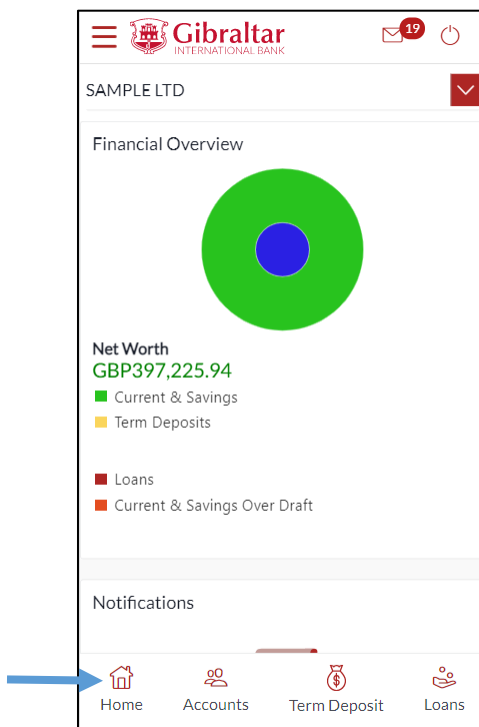 Gibraltar
INTERNATIONAL BANK
19
SAMPLE LTD
Financial Overview
Net Worth
GBP397,225.94
Current & Savings
Term Deposits
Loans
Current & Savings Over Draft
Notifications
$
Home Accounts Term Deposit Loans